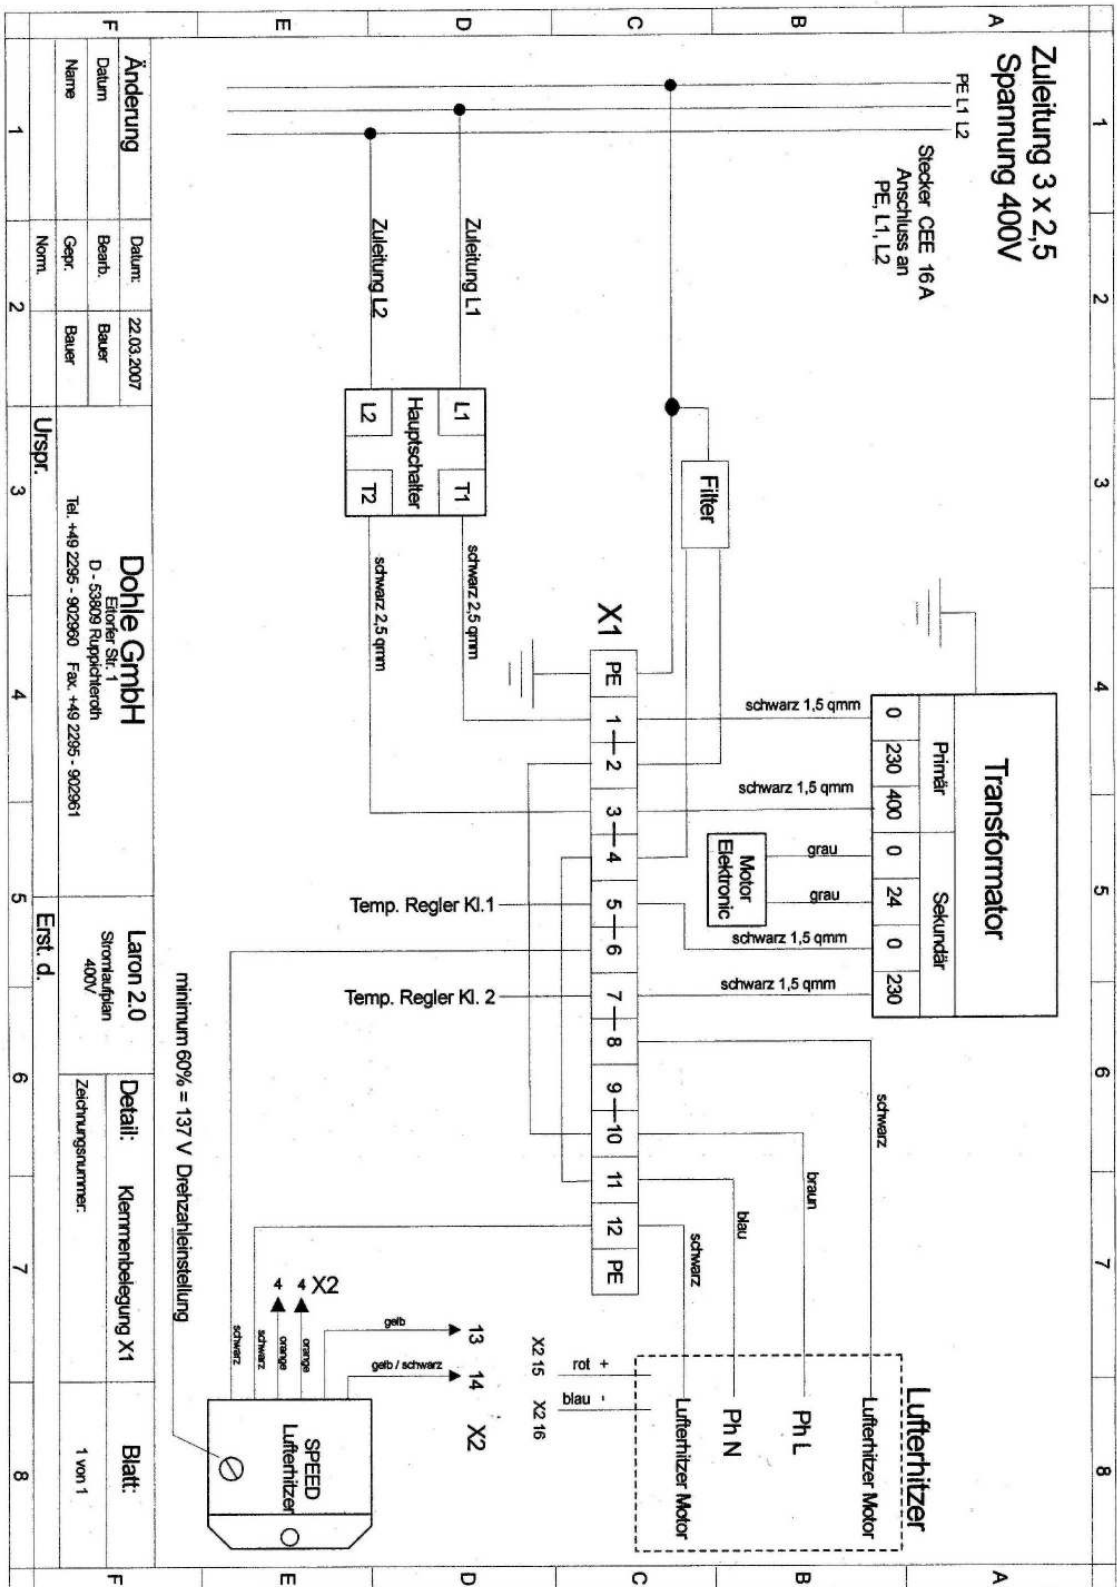 1
2
3
4
5
6
7
8
A
B
C
D
E
F
A
B
C
D
E
F
1
2
3
4
5
6
7
8
Zuleitung 3 x 2,5
Spannung 400V
PE L1 L2
Stecker CEE 16A
Anschluss an
PE, L1, L2
Zuleitung L1
Zuleitung L2
Hauptschalter
L1
T1
L2
T2
schwarz 2,5 qmm
schwarz 2,5 qmm
Filter
Transformator
Primär
Sekundär
0
230
400
0
24
0
230
schwarz 1,5 qmm
schwarz 1,5 qmm
grau
grau
schwarz 1,5 qmm
schwarz 1,5 qmm
Motor
Elektronic
X1
PE
1
2
3
4
5
6
7
8
9
10
11
12
PE
Temp. Regler Kl.1
Temp. Regler Kl. 2
schwarz
braun
blau
schwarz
Lufterhitzer
Lufterhitzer Motor
Ph L
Ph N
Lufterhitzer Motor
X2 15
rot +
X2 16
blau -
13
14
X2
gelb
gelb / schwarz
4
4
X2
orange
orange
schwarz
schwarz
SPEED
Lufterhitzer
minimum 60% = 137 V Drehzahleinstellung
Änderung
Datum
Name
Datum:
22.03.2007
Bearb.
Bauer
Gepr.
Bauer
Norm.
Dohle GmbH
Eitorfer Str. 1
D - 53809 Ruppichteroth
Tel. +49 2295 - 902960 Fax. +49 2295 - 902961
Urspr.
Laron 2.0
Stromlaufplan
400V
Erst. d.
Detail: Klemmenbelegung X1
Zeichnungsnummer:
Blatt:
1 von 1